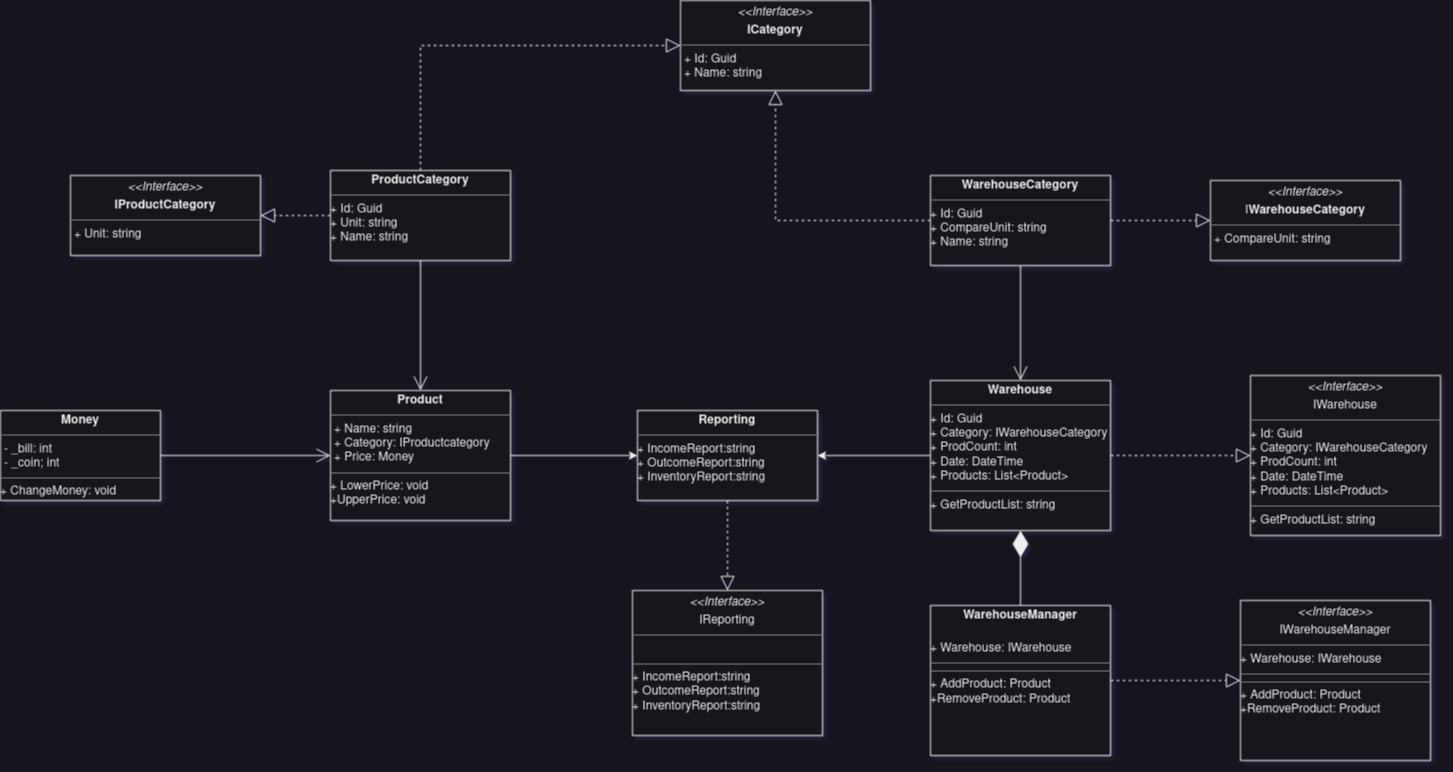 <<Interface>>
ICategory
+ Id: Guid
+ Name: string
<<Interface>>
IProductCategory
+ Unit: string
ProductCategory
+ Id: Guid
+ Unit: string
+ Name: string
WarehouseCategory
+ Id: Guid
+ CompareUnit: string
+ Name: string
<<Interface>>
IWarehouseCategory
+ CompareUnit: string
Money
- _bill: int
- _coin; int
+ ChangeMoney: void
Product
+ Name: string
+ Category: IProductcategory
+ Price: Money
+ LowerPrice: void
+UpperPrice: void
Reporting
+ IncomeReport:string
+ OutcomeReport:string
+ InventoryReport:string
Warehouse
+ Id: Guid
+ Category: IWarehouseCategory
+ ProdCount: int
+ Date: DateTime
+ Products: List<Product>
+ GetProductList: string
<<Interface>>
IWarehouse
+ Id: Guid
+ Category: IWarehouseCategory
+ ProdCount: int
+ Date: DateTime
+ Products: List<Product>
+ GetProductList: string
<<Interface>>
IReporting
+ IncomeReport:string
+ OutcomeReport:string
+ InventoryReport:string
WarehouseManager
+ Warehouse: IWarehouse
+ AddProduct: Product
+RemoveProduct: Product
<<Interface>>
IWarehouseManager
+ Warehouse: IWarehouse
+ AddProduct: Product
+RemoveProduct: Product